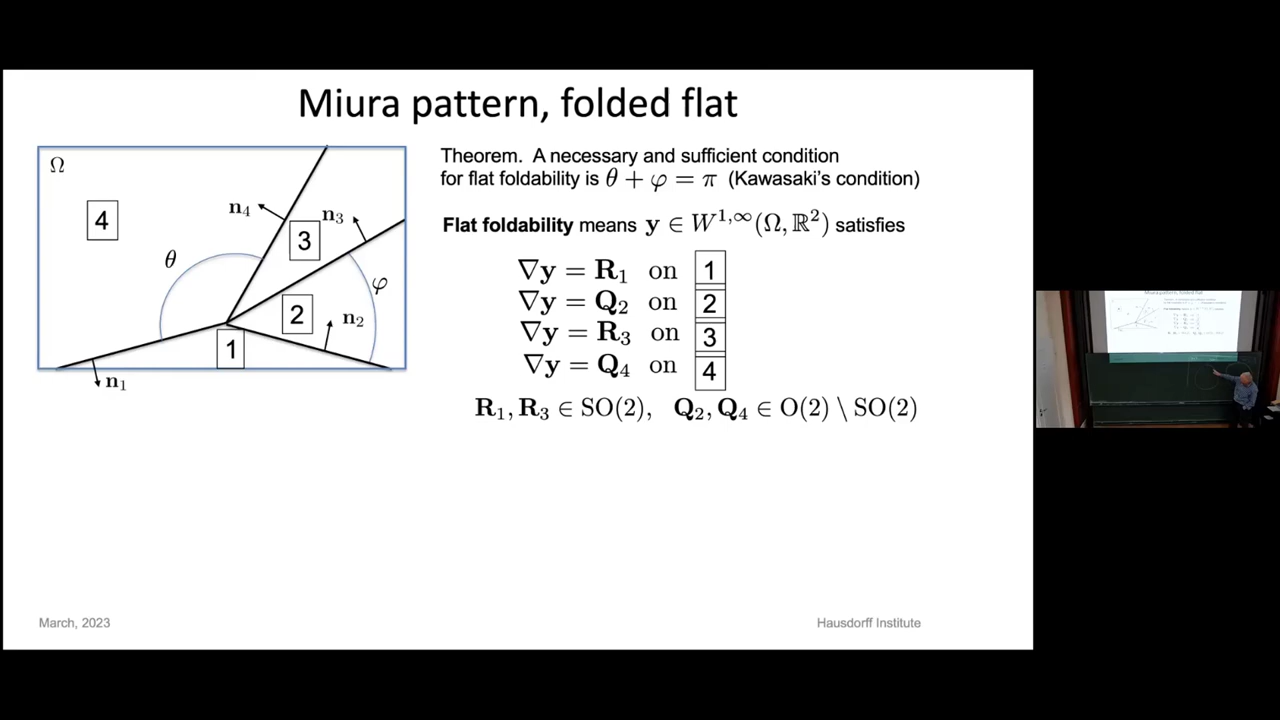 Miura pattern, folded flat
Ω
4
n₄
n₃
3
θ
φ
2
n₂
1
n₁
Theorem. A necessary and sufficient condition
for flat foldability is θ + φ = π (Kawasaki's condition)
Flat foldability means y ∈ W^{1,∞}(Ω, ℝ²) satisfies
∇y = R₁ on 1
∇y = Q₂ on 2
∇y = R₃ on 3
∇y = Q₄ on 4
R₁, R₃ ∈ SO(2), Q₂, Q₄ ∈ O(2) \ SO(2)
March, 2023
Hausdorff Institute